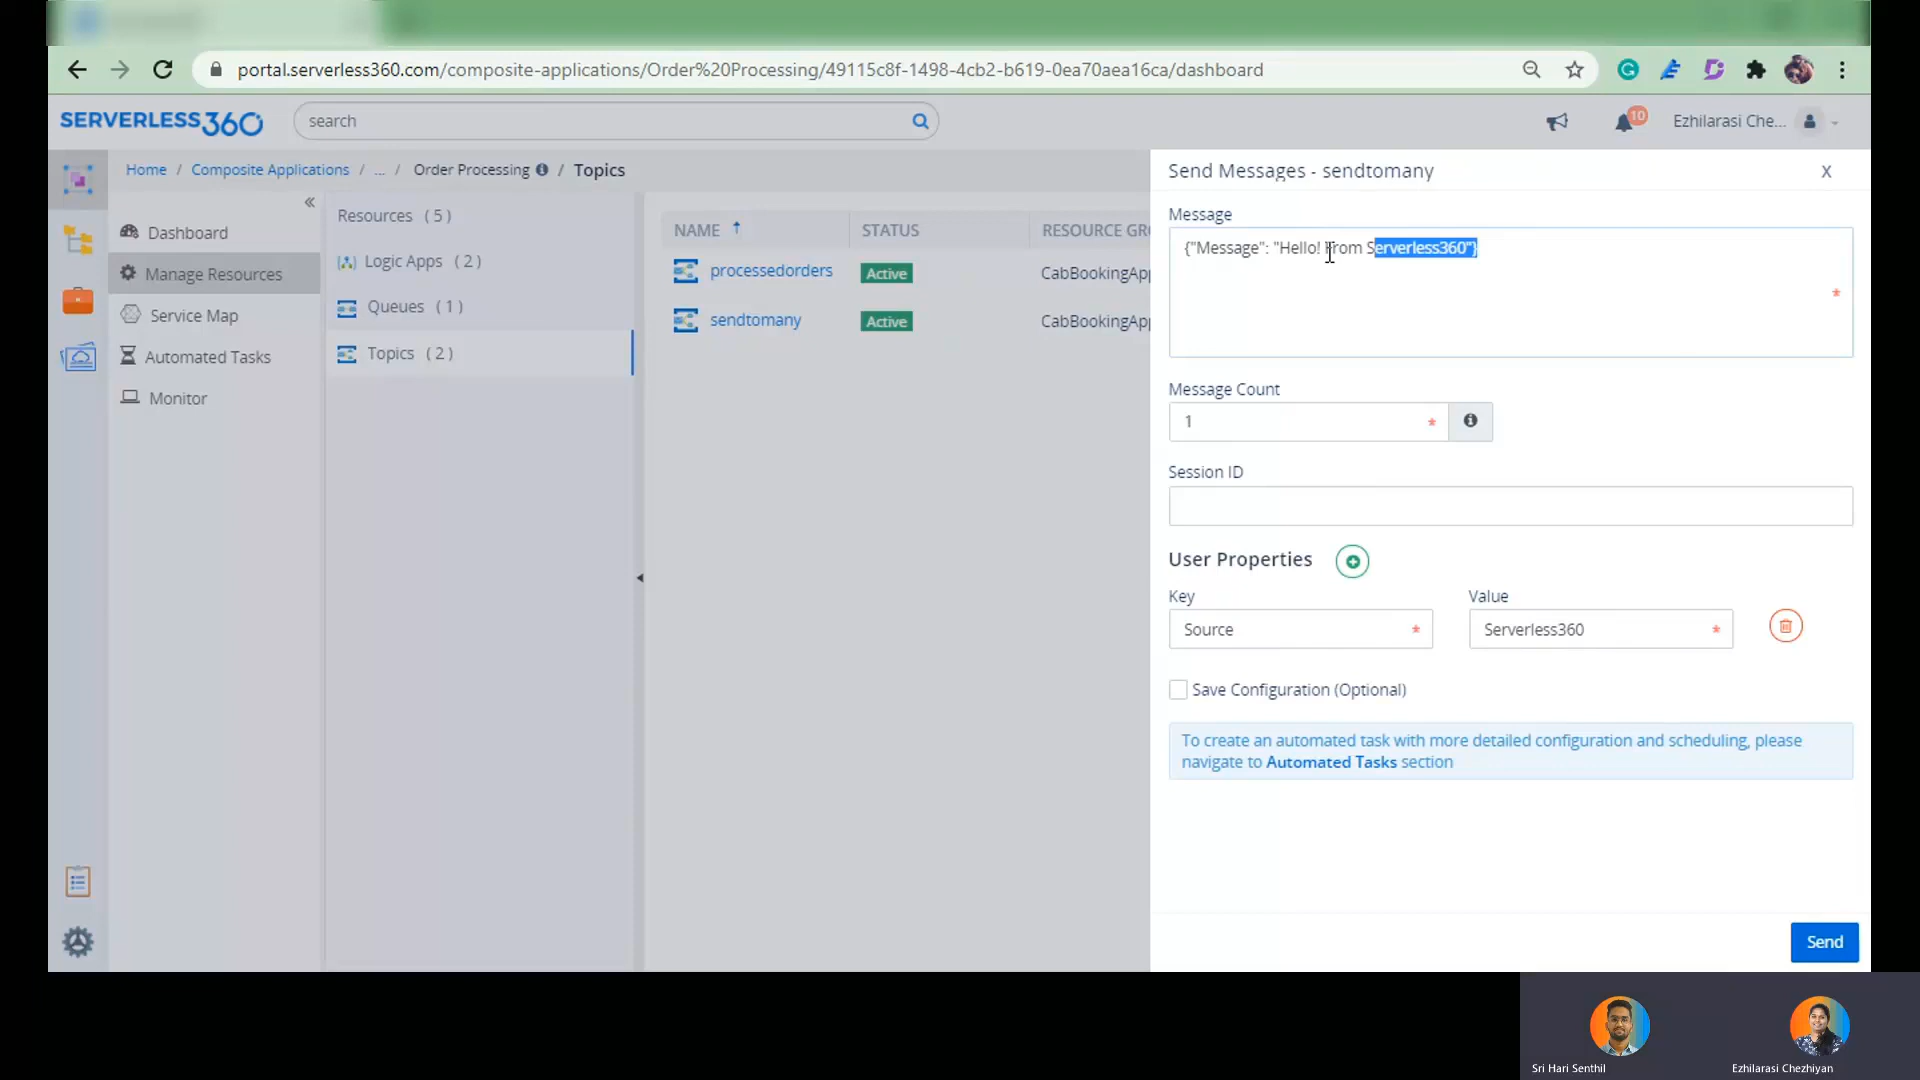 portal.serverless360.com/composite-applications/Order%20Processing/49115c8f-1498-4cb2-b619-0ea70aea16ca/dashboard
SERVERLESS360
search
10
Ezhilarasi Che...
Home / Composite Applications / ... / Order Processing / Topics
Dashboard
Manage Resources
Service Map
Automated Tasks
Monitor
Resources ( 5 )
Logic Apps ( 2 )
Queues ( 1 )
Topics ( 2 )
NAME STATUS RESOURCE GR
processedorders Active CabBookingApp
sendtomany Active CabBookingApp
Send Messages - sendtomany
X
Message
{"Message": "Hello! From Serverless360"}
*
Message Count
1 *
Session ID
User Properties
Key Value
Source * Serverless360 *
Save Configuration (Optional)
To create an automated task with more detailed configuration and scheduling, please
navigate to Automated Tasks section
Send
Sri Hari Senthil
Ezhilarasi Chezhiyan